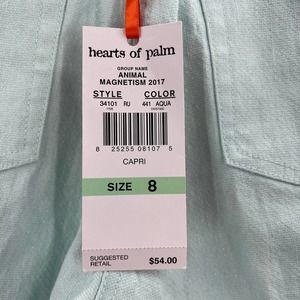 hearts of palm
GROUP NAME
ANIMAL
MAGNETISM 2017
STYLE COLOR
34101 RU 441 AQUA
8 25255 08107 5
CAPRI
SIZE 8
SUGGESTED
RETAIL $54.00